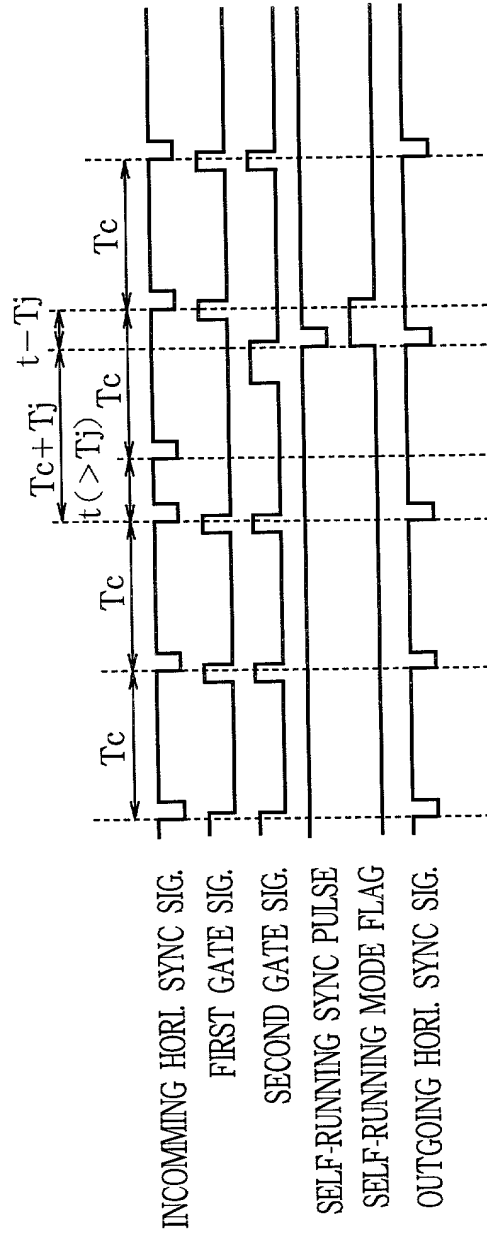 Tc
Tc
Tc+Tj
t-Tj
t(>Tj)
Tc
Tc
INCOMMING HORI. SYNC SIG.
FIRST GATE SIG.
SECOND GATE SIG.
SELF-RUNNING SYNC PULSE
SELF-RUNNING MODE FLAG
OUTGOING HORI. SYNC SIG.